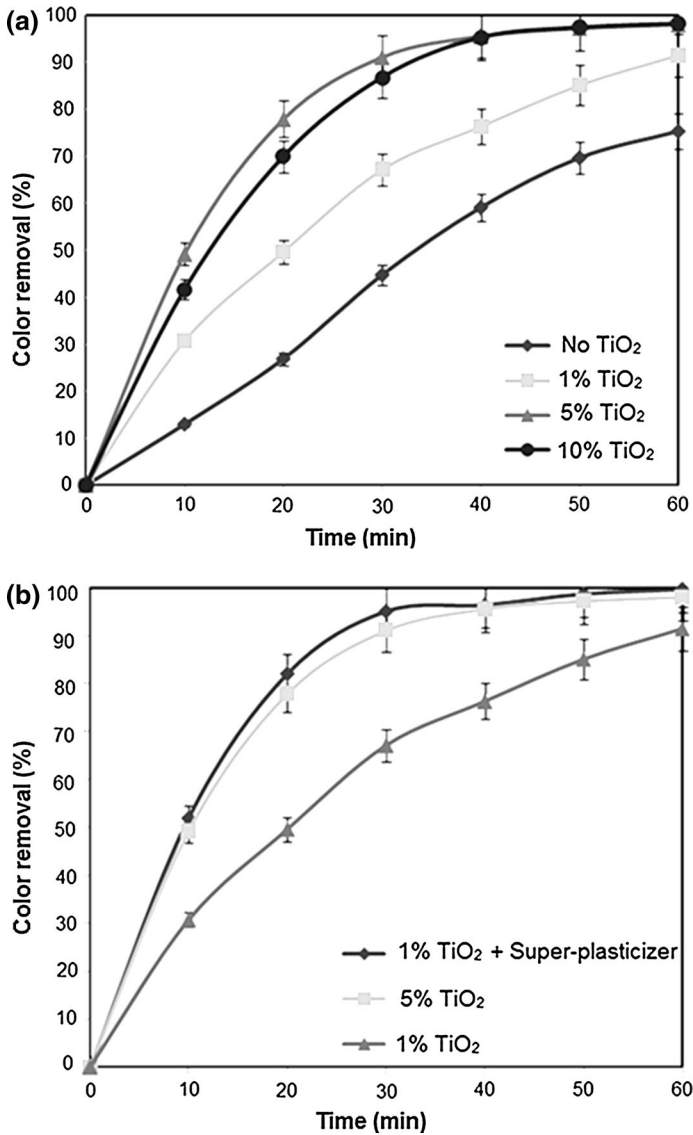 (a)
100
90
80
70
60
50
40
30
20
10
0
Color removal (%)
No TiO₂
1% TiO₂
5% TiO₂
10% TiO₂
0 10 20 30 40 50 60
Time (min)
(b)
100
90
80
70
60
50
40
30
20
10
0
Color removal (%)
1% TiO₂ + Super-plasticizer
5% TiO₂
1% TiO₂
0 10 20 30 40 50 60
Time (min)